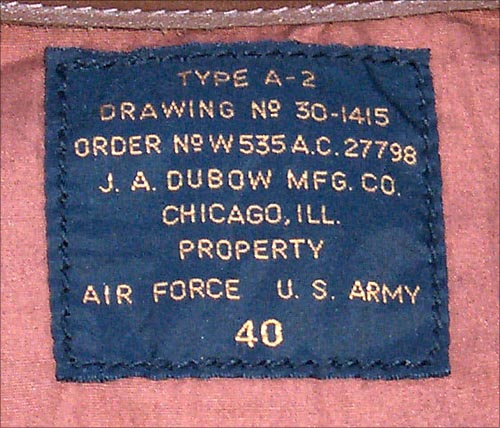 TYPE A-2
DRAWING Nº 30-1415
ORDER Nº W535 A.C. 27798
J. A. DUBOW MFG. CO.
CHICAGO, ILL.
PROPERTY
AIR FORCE U. S. ARMY
40